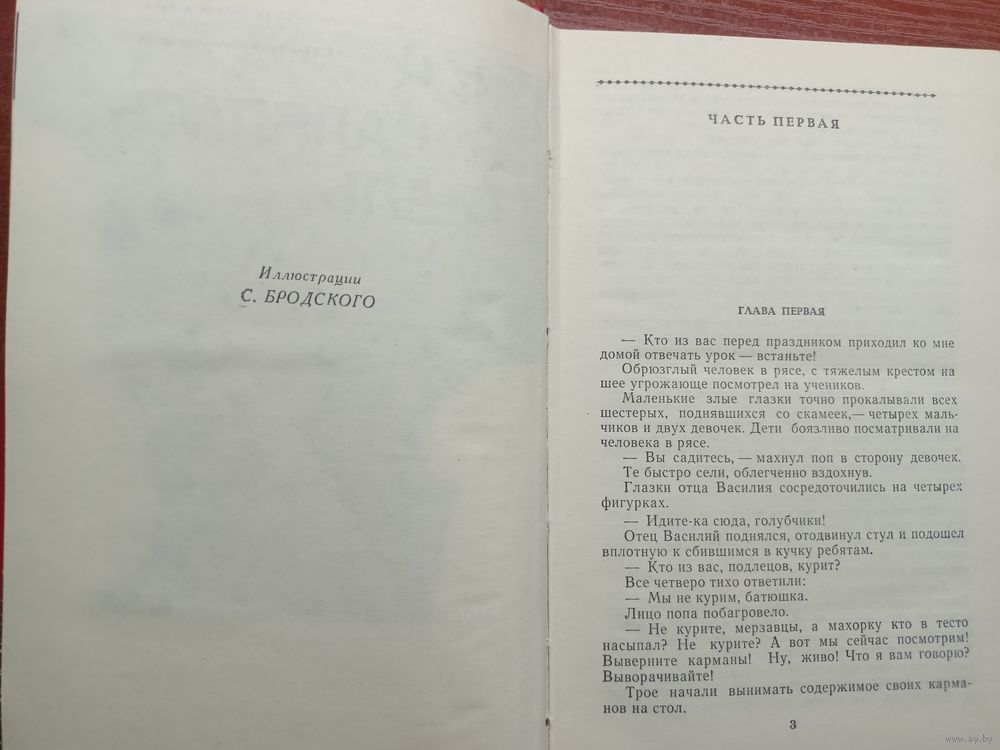 Иллюстрации
С. БРОДСКОГО
ЧАСТЬ ПЕРВАЯ
ГЛАВА ПЕРВАЯ
— Кто из вас перед праздником приходил ко мне
домой отвечать урок — встаньте!
Обрюзглый человек в рясе, с тяжелым крестом на
шее угрожающе посмотрел на учеников.
Маленькие злые глазки точно прокалывали всех
шестерых, поднявшихся со скамеек,— четырех маль-
чиков и двух девочек. Дети боязливо посматривали на
человека в рясе.
— Вы садитесь, — махнул поп в сторону девочек.
Те быстро сели, облегченно вздохнув.
Глазки отца Василия сосредоточились на четырех
фигурках.
— Идите-ка сюда, голубчики!
Отец Василий поднялся, отодвинул стул и подошел
вплотную к сбившимся в кучку ребятам.
— Кто из вас, подлецов, курит?
Все четверо тихо ответили:
— Мы не курим, батюшка.
Лицо попа побагровело.
— Не курите, мерзавцы, а махорку кто в тесто
насыпал? Не курите? А вот мы сейчас посмотрим!
Выверните карманы! Ну, живо! Что я вам говорю?
Выворачивайте!
Трое начали вынимать содержимое своих карма-
нов на стол.
3
www.ay.by